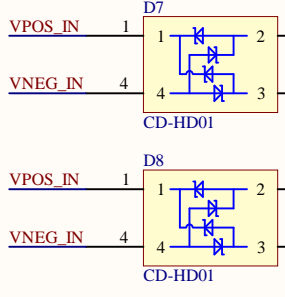 D7
VPOS_IN 1 1 2
VNEG_IN 4 4 3
CD-HD01
D8
VPOS_IN 1 1 2
VNEG_IN 4 4 3
CD-HD01